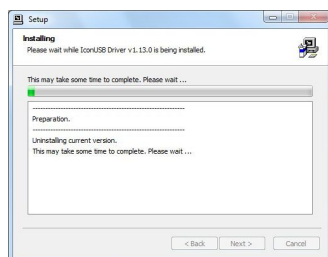 Setup
Installing
Please wait while IconUSB Driver v1.13.0 is being installed.
This may take some time to complete. Please wait ...
------------------------------------------------------------
Preparation.
------------------------------------------------------------
Uninstalling current version.
This may take some time to complete. Please wait ...
< Back
Next >
Cancel